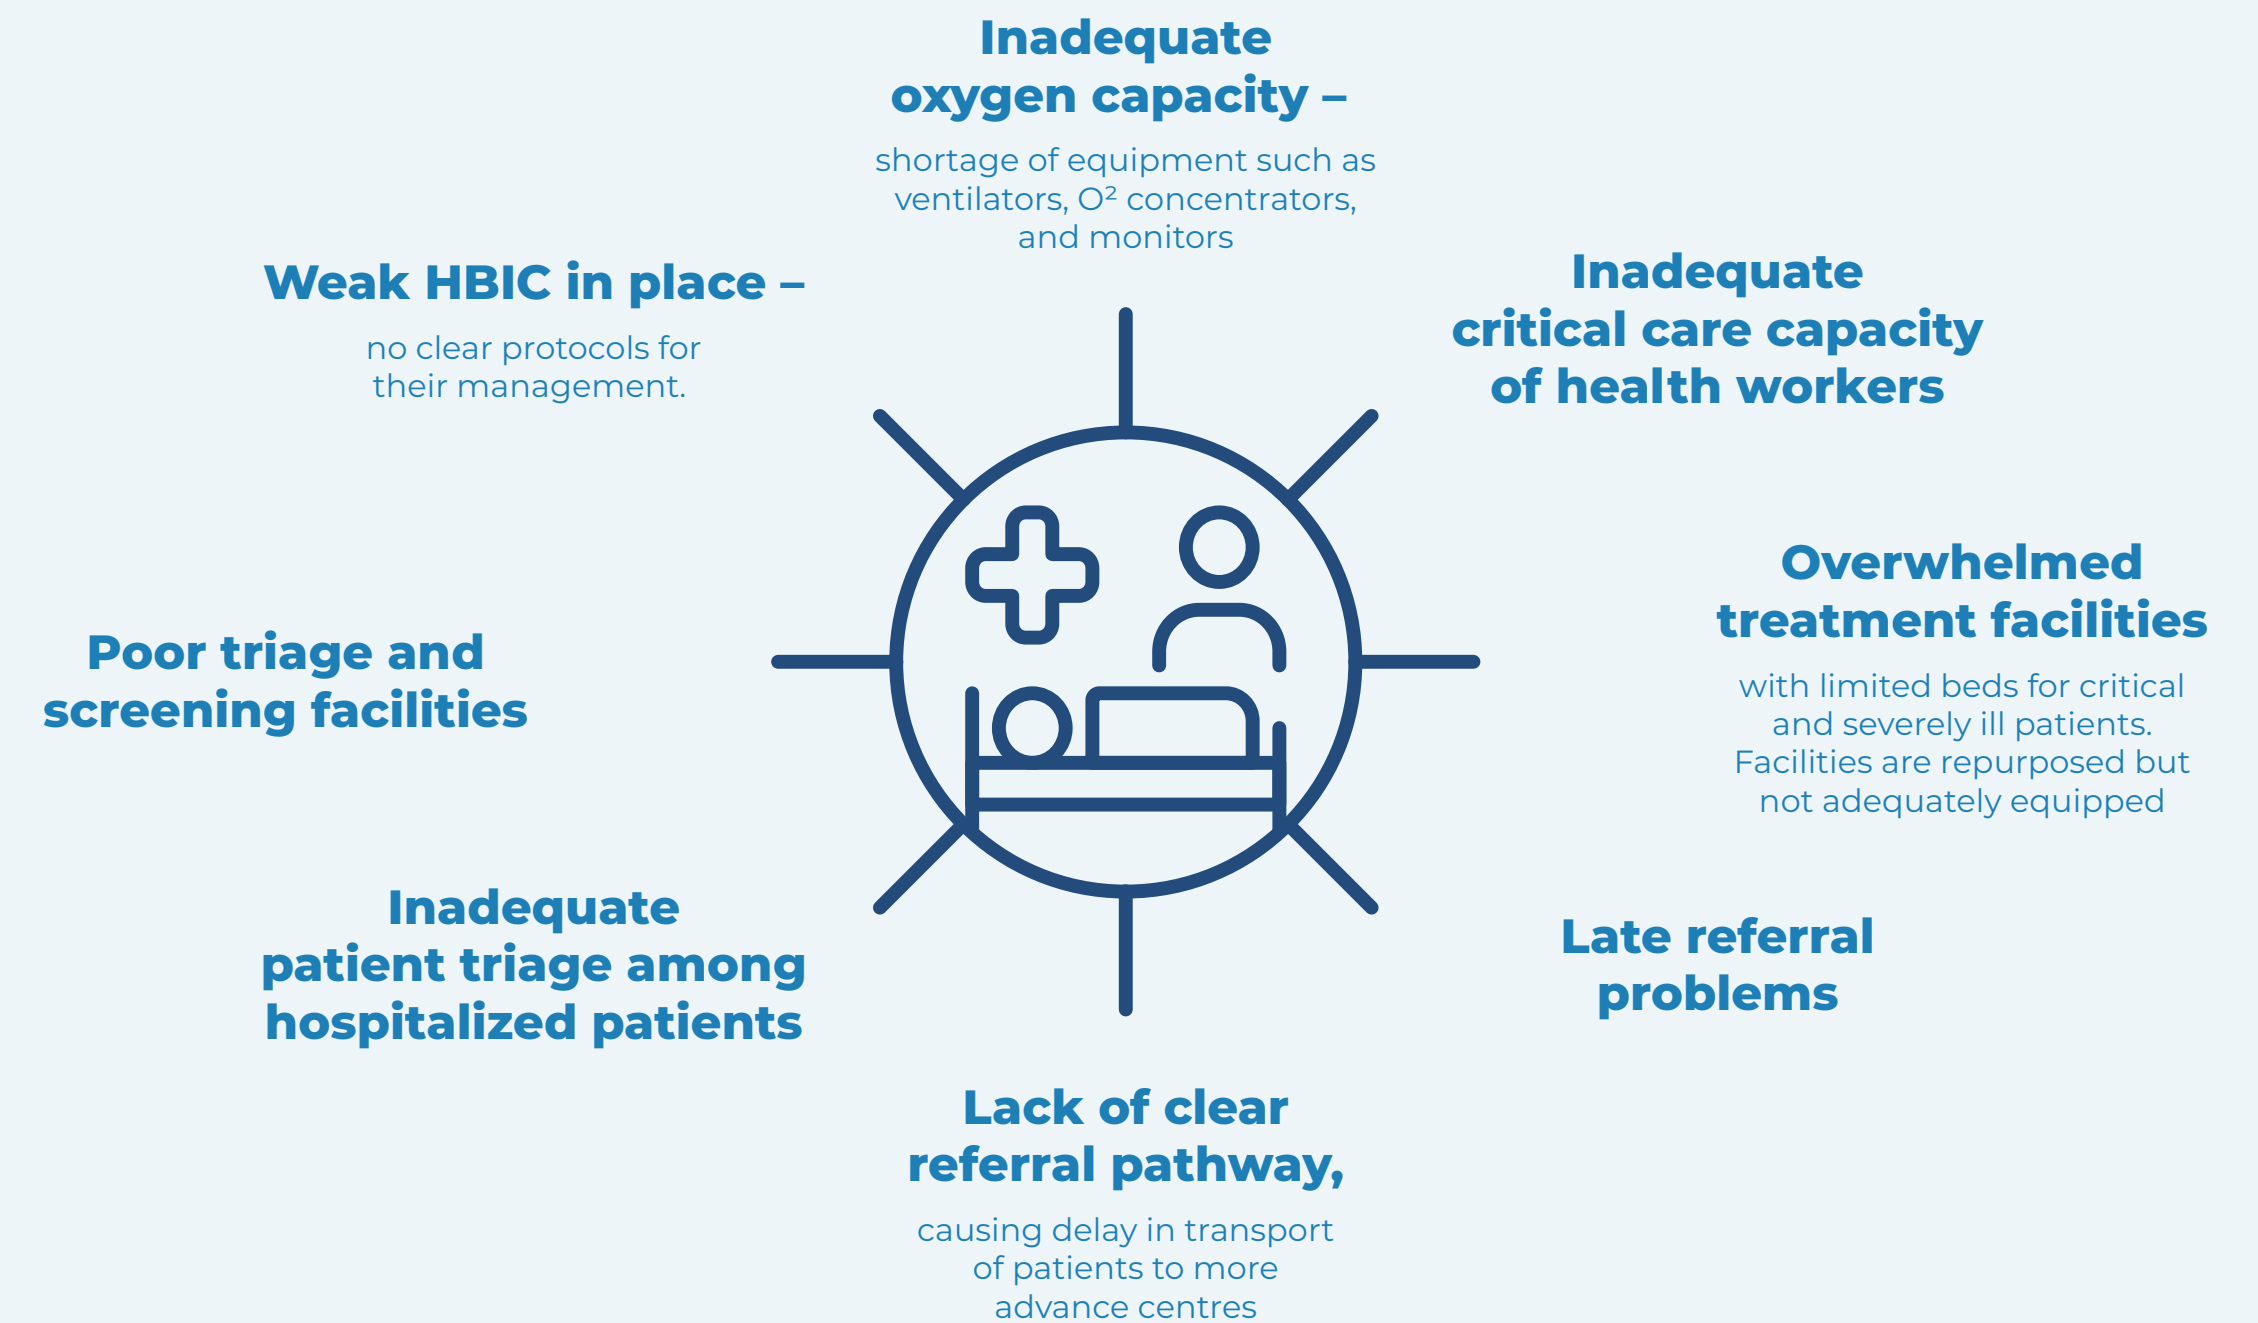 Inadequate
oxygen capacity –
shortage of equipment such as
ventilators, O² concentrators,
and monitors
Inadequate
critical care capacity
of health workers
Overwhelmed
treatment facilities
with limited beds for critical
and severely ill patients.
Facilities are repurposed but
not adequately equipped
Late referral
problems
Lack of clear
referral pathway,
causing delay in transport
of patients to more
advance centres
Inadequate
patient triage among
hospitalized patients
Poor triage and
screening facilities
Weak HBIC in place –
no clear protocols for
their management.